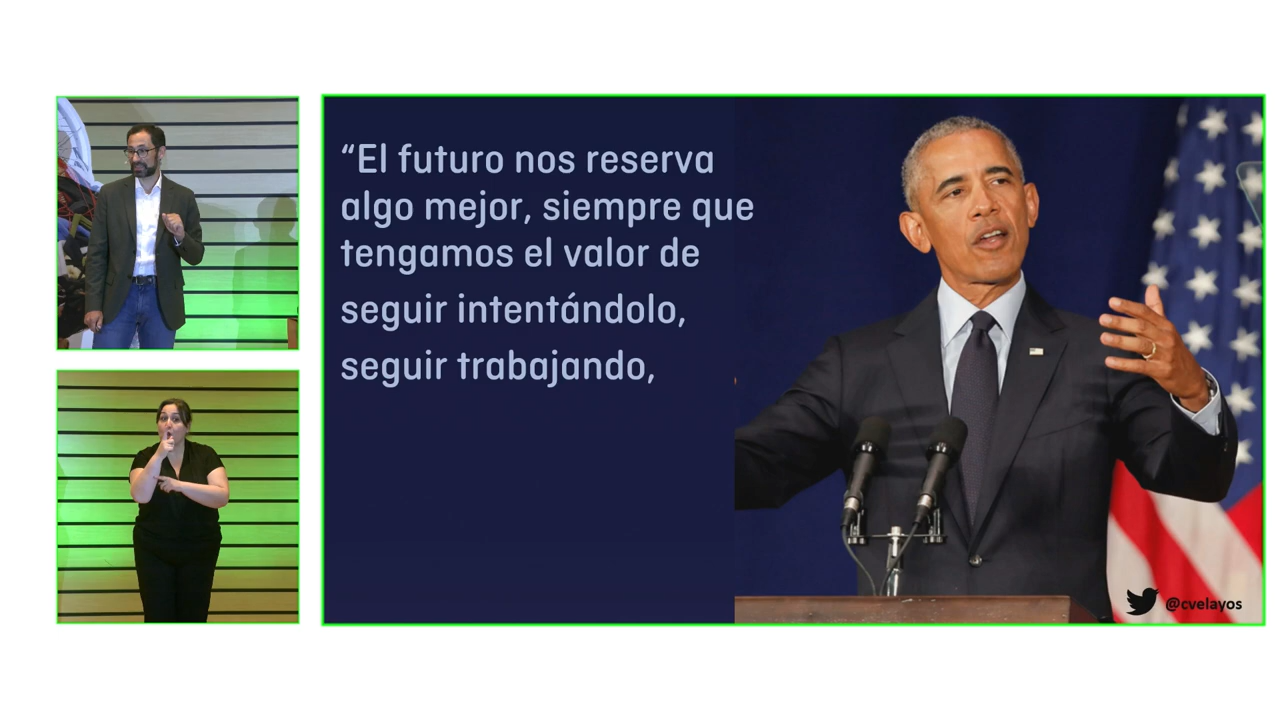 “El futuro nos reserva
algo mejor, siempre que
tengamos el valor de
seguir intentándolo,
seguir trabajando,
@cvelayos